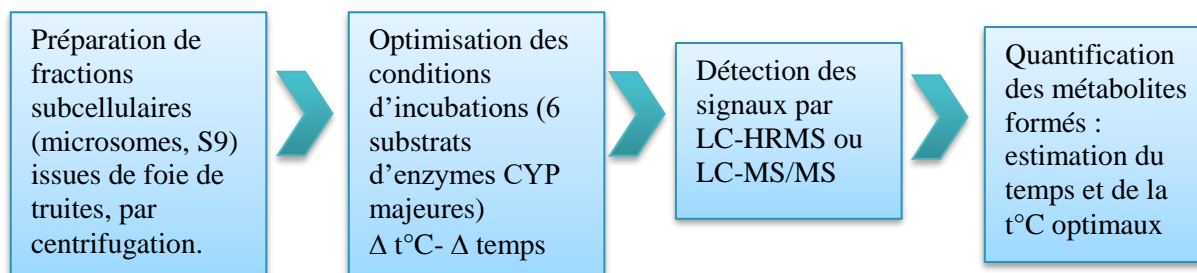 Préparation de
fractions
subcellulaires
(microsomes, S9)
issues de foie de
truites, par
centrifugation.
Optimisation des
conditions
d’incubations (6
substrats
d’enzymes CYP
majeures)
Δ t°C- Δ temps
Détection des
signaux par
LC-HRMS ou
LC-MS/MS
Quantification
des métabolites
formés :
estimation du
temps et de la
t°C optimaux